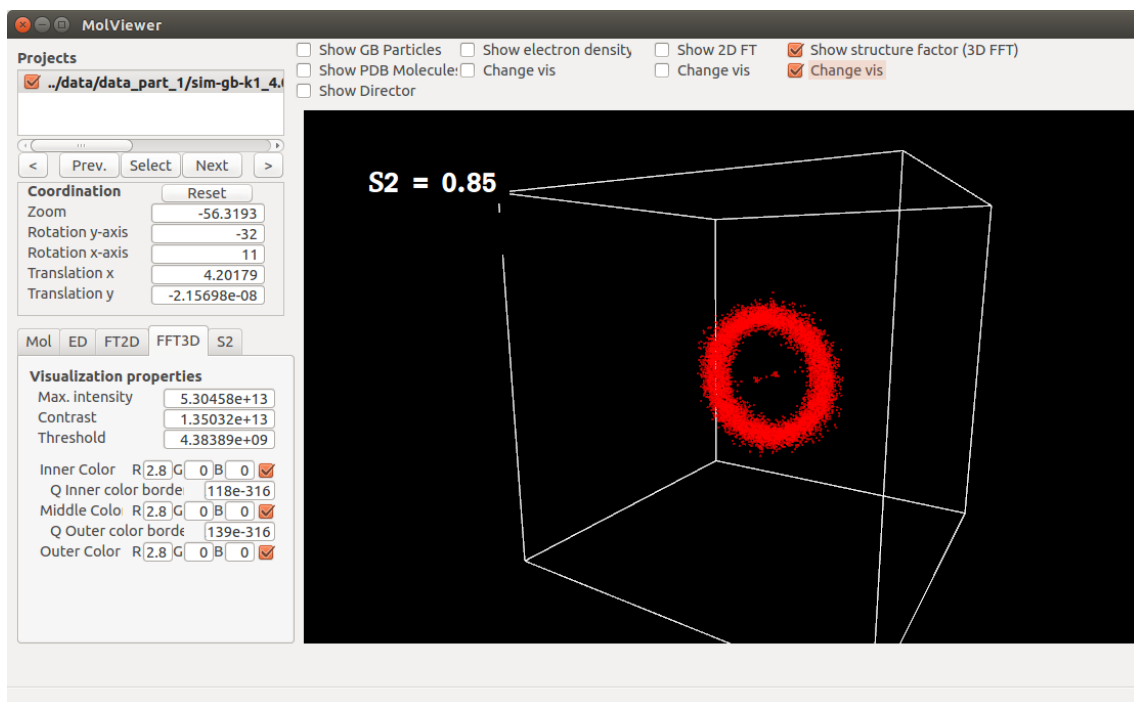 MolViewer
Projects
../data/data_part_1/sim-gb-k1_4.
< Prev. Select Next >
Coordination Reset
Zoom -56.3193
Rotation y-axis -32
Rotation x-axis 11
Translation x 4.20179
Translation y -2.15698e-08
Mol ED FT2D FFT3D S2
Visualization properties
Max. intensity 5.30458e+13
Contrast 1.35032e+13
Threshold 4.38389e+09
Inner Color R 2.8 G 0 B 0
Q Inner color borde 118e-316
Middle Colo R 2.8 G 0 B 0
Q Outer color borde 139e-316
Outer Color R 2.8 G 0 B 0
Show GB Particles Show electron density Show 2D FT Show structure factor (3D FFT)
Show PDB Molecule Change vis Change vis Change vis
Show Director
S2 = 0.85